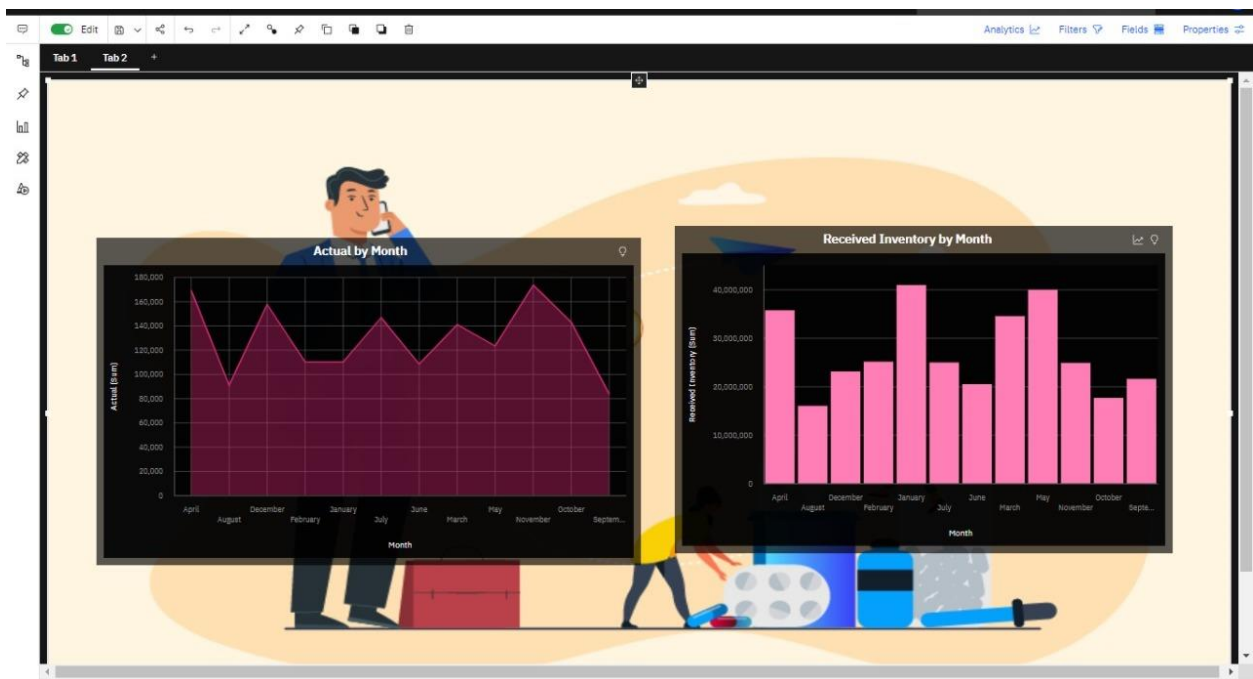 Edit
Analytics
Filters
Fields
Properties
Tab 1
Tab 2
+
Actual by Month
180,000
160,000
140,000
120,000
100,000
80,000
60,000
40,000
20,000
0
Actual (Sum)
April
August
December
February
January
July
June
March
May
November
October
Septem...
Month
Received Inventory by Month
40,000,000
30,000,000
20,000,000
10,000,000
0
Received Inventory (Sum)
April
August
December
February
January
July
June
March
May
November
October
Septe...
Month